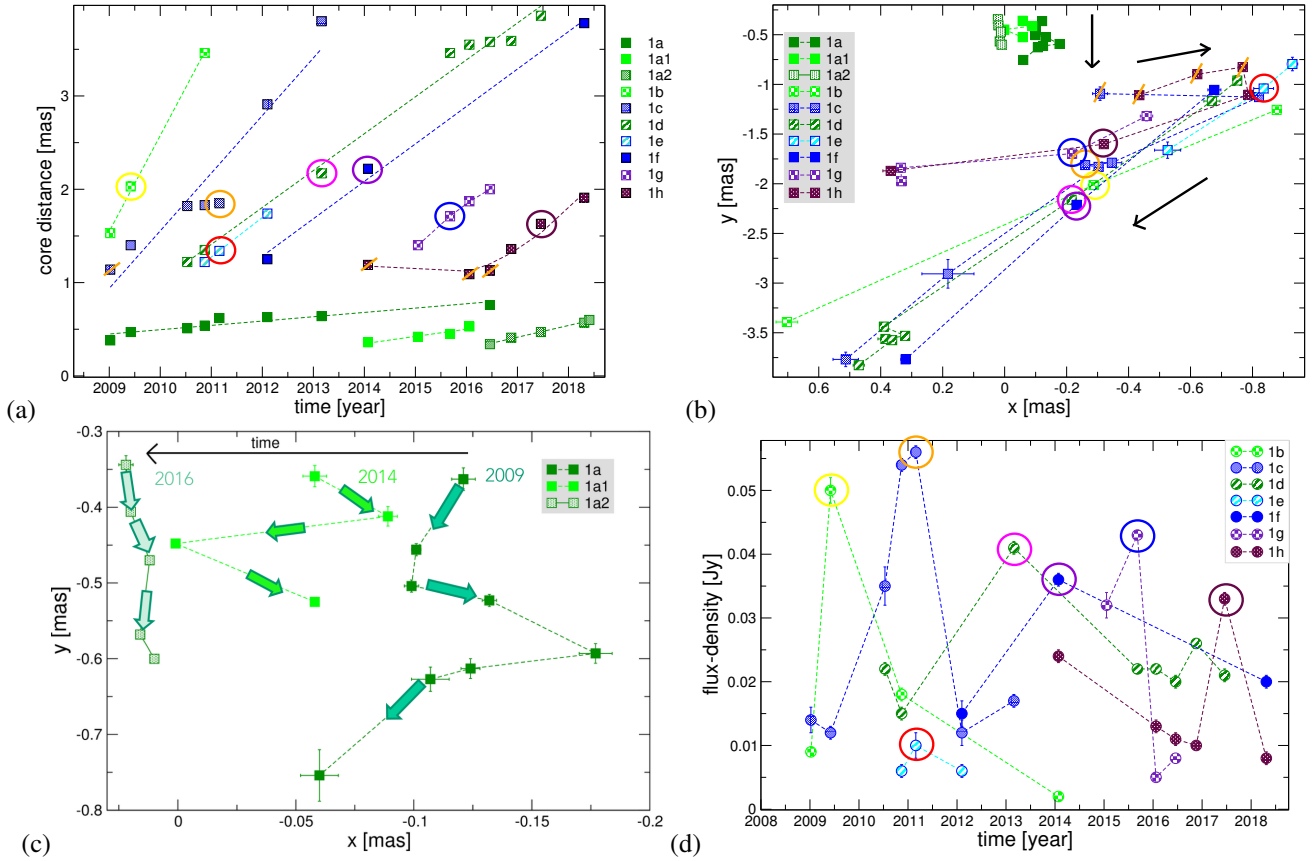 (a)
core distance [mas]
3
2
1
0
2009 2010 2011 2012 2013 2014 2015 2016 2017 2018
time [year]
1a
1a1
1a2
1b
1c
1d
1e
1f
1g
1h
(b)
y [mas]
-0.5
-1
-1.5
-2
-2.5
-3
-3.5
0.6 0.4 0.2 0 -0.2 -0.4 -0.6 -0.8
x [mas]
1a
1a1
1a2
1b
1c
1d
1e
1f
1g
1h
(c)
y [mas]
-0.3
-0.4
-0.5
-0.6
-0.7
-0.8
time
2016
2014
2009
1a
1a1
1a2
0 -0.05 -0.1 -0.15 -0.2
x [mas]
(d)
flux-density [Jy]
0.05
0.04
0.03
0.02
0.01
0
2008 2009 2010 2011 2012 2013 2014 2015 2016 2017 2018
time [year]
1b
1c
1d
1e
1f
1g
1h